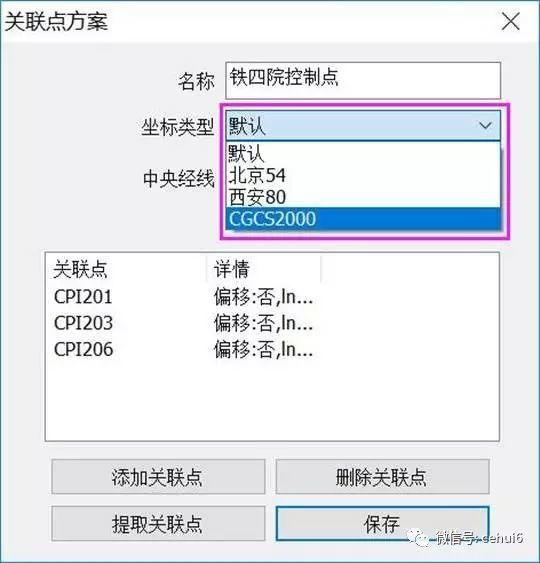 关联点方案
名称 铁四院控制点
坐标类型 默认
默认
中央经线 北京54
西安80
CGCS2000
关联点 详情
CPI201 偏移:否,ln...
CPI203 偏移:否,ln...
CPI206 偏移:否,ln...
添加关联点 删除关联点
提取关联点 保存
微信号: cehui6